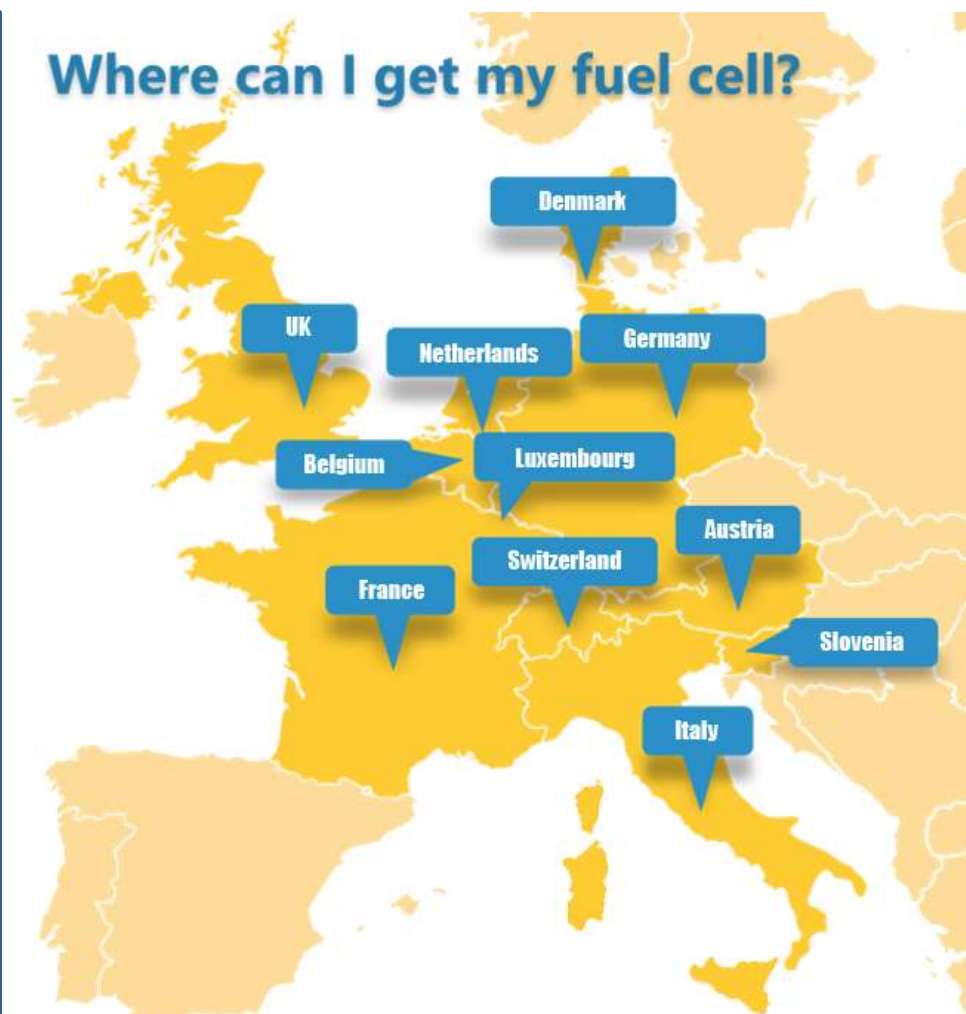 Where can I get my fuel cell?
Denmark
UK
Netherlands
Germany
Belgium
Luxembourg
Austria
Switzerland
France
Slovenia
Italy